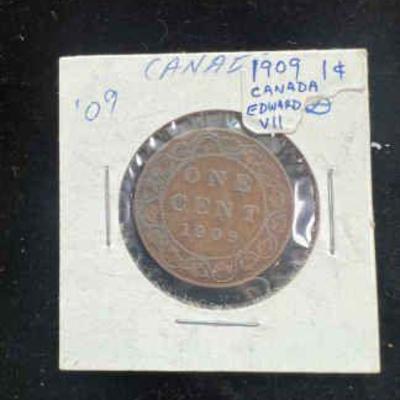 CANAD
'09
1909 1¢
CANADA
EDWARD
VII
ONE
CENT
1909